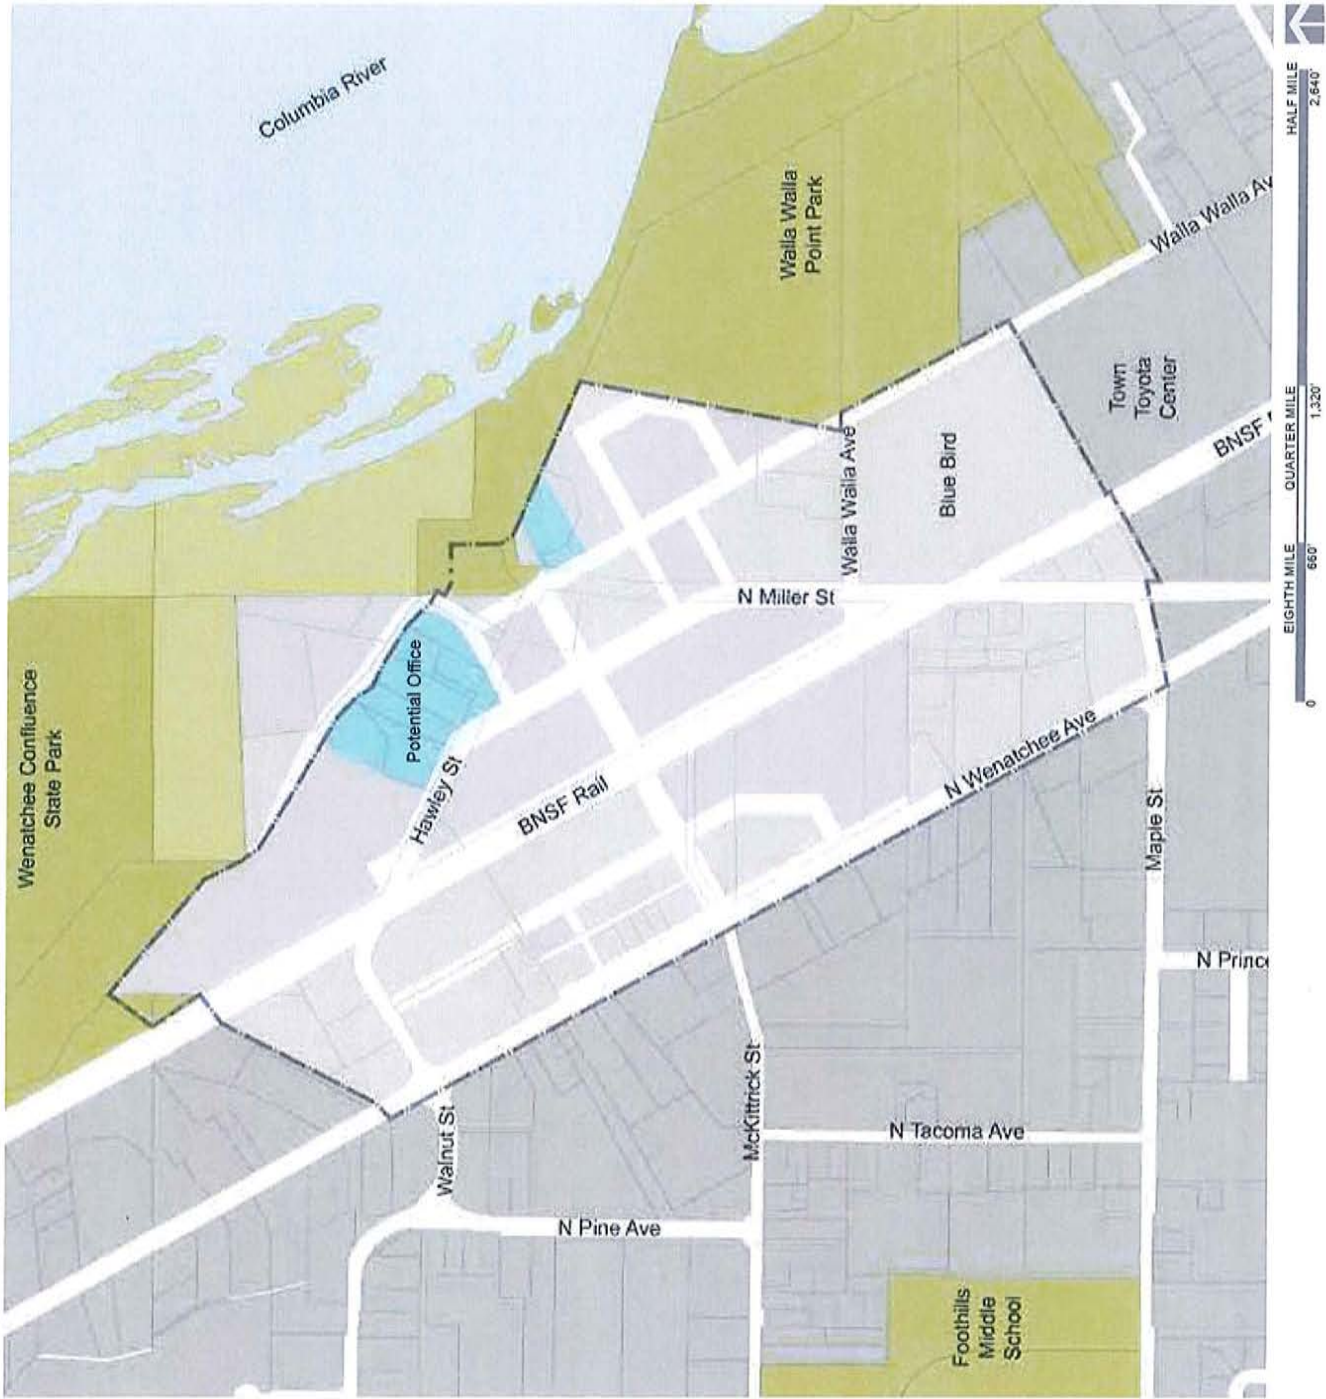 Columbia River
Wenatchee Confluence
State Park
Walla Walla
Point Park
Potential Office
Hawley St
BNSF Rail
N Miller St
Walla Walla Ave
Blue Bird
Town
Toyota
Center
Walla Walla Av
BNSF
N Wenatchee Ave
Maple St
N Prince
Walnut St
McKittrick St
N Tacoma Ave
N Pine Ave
Foothills
Middle
School
EIGHTH MILE
QUARTER MILE
HALF MILE
0
660'
1,320'
2,640'